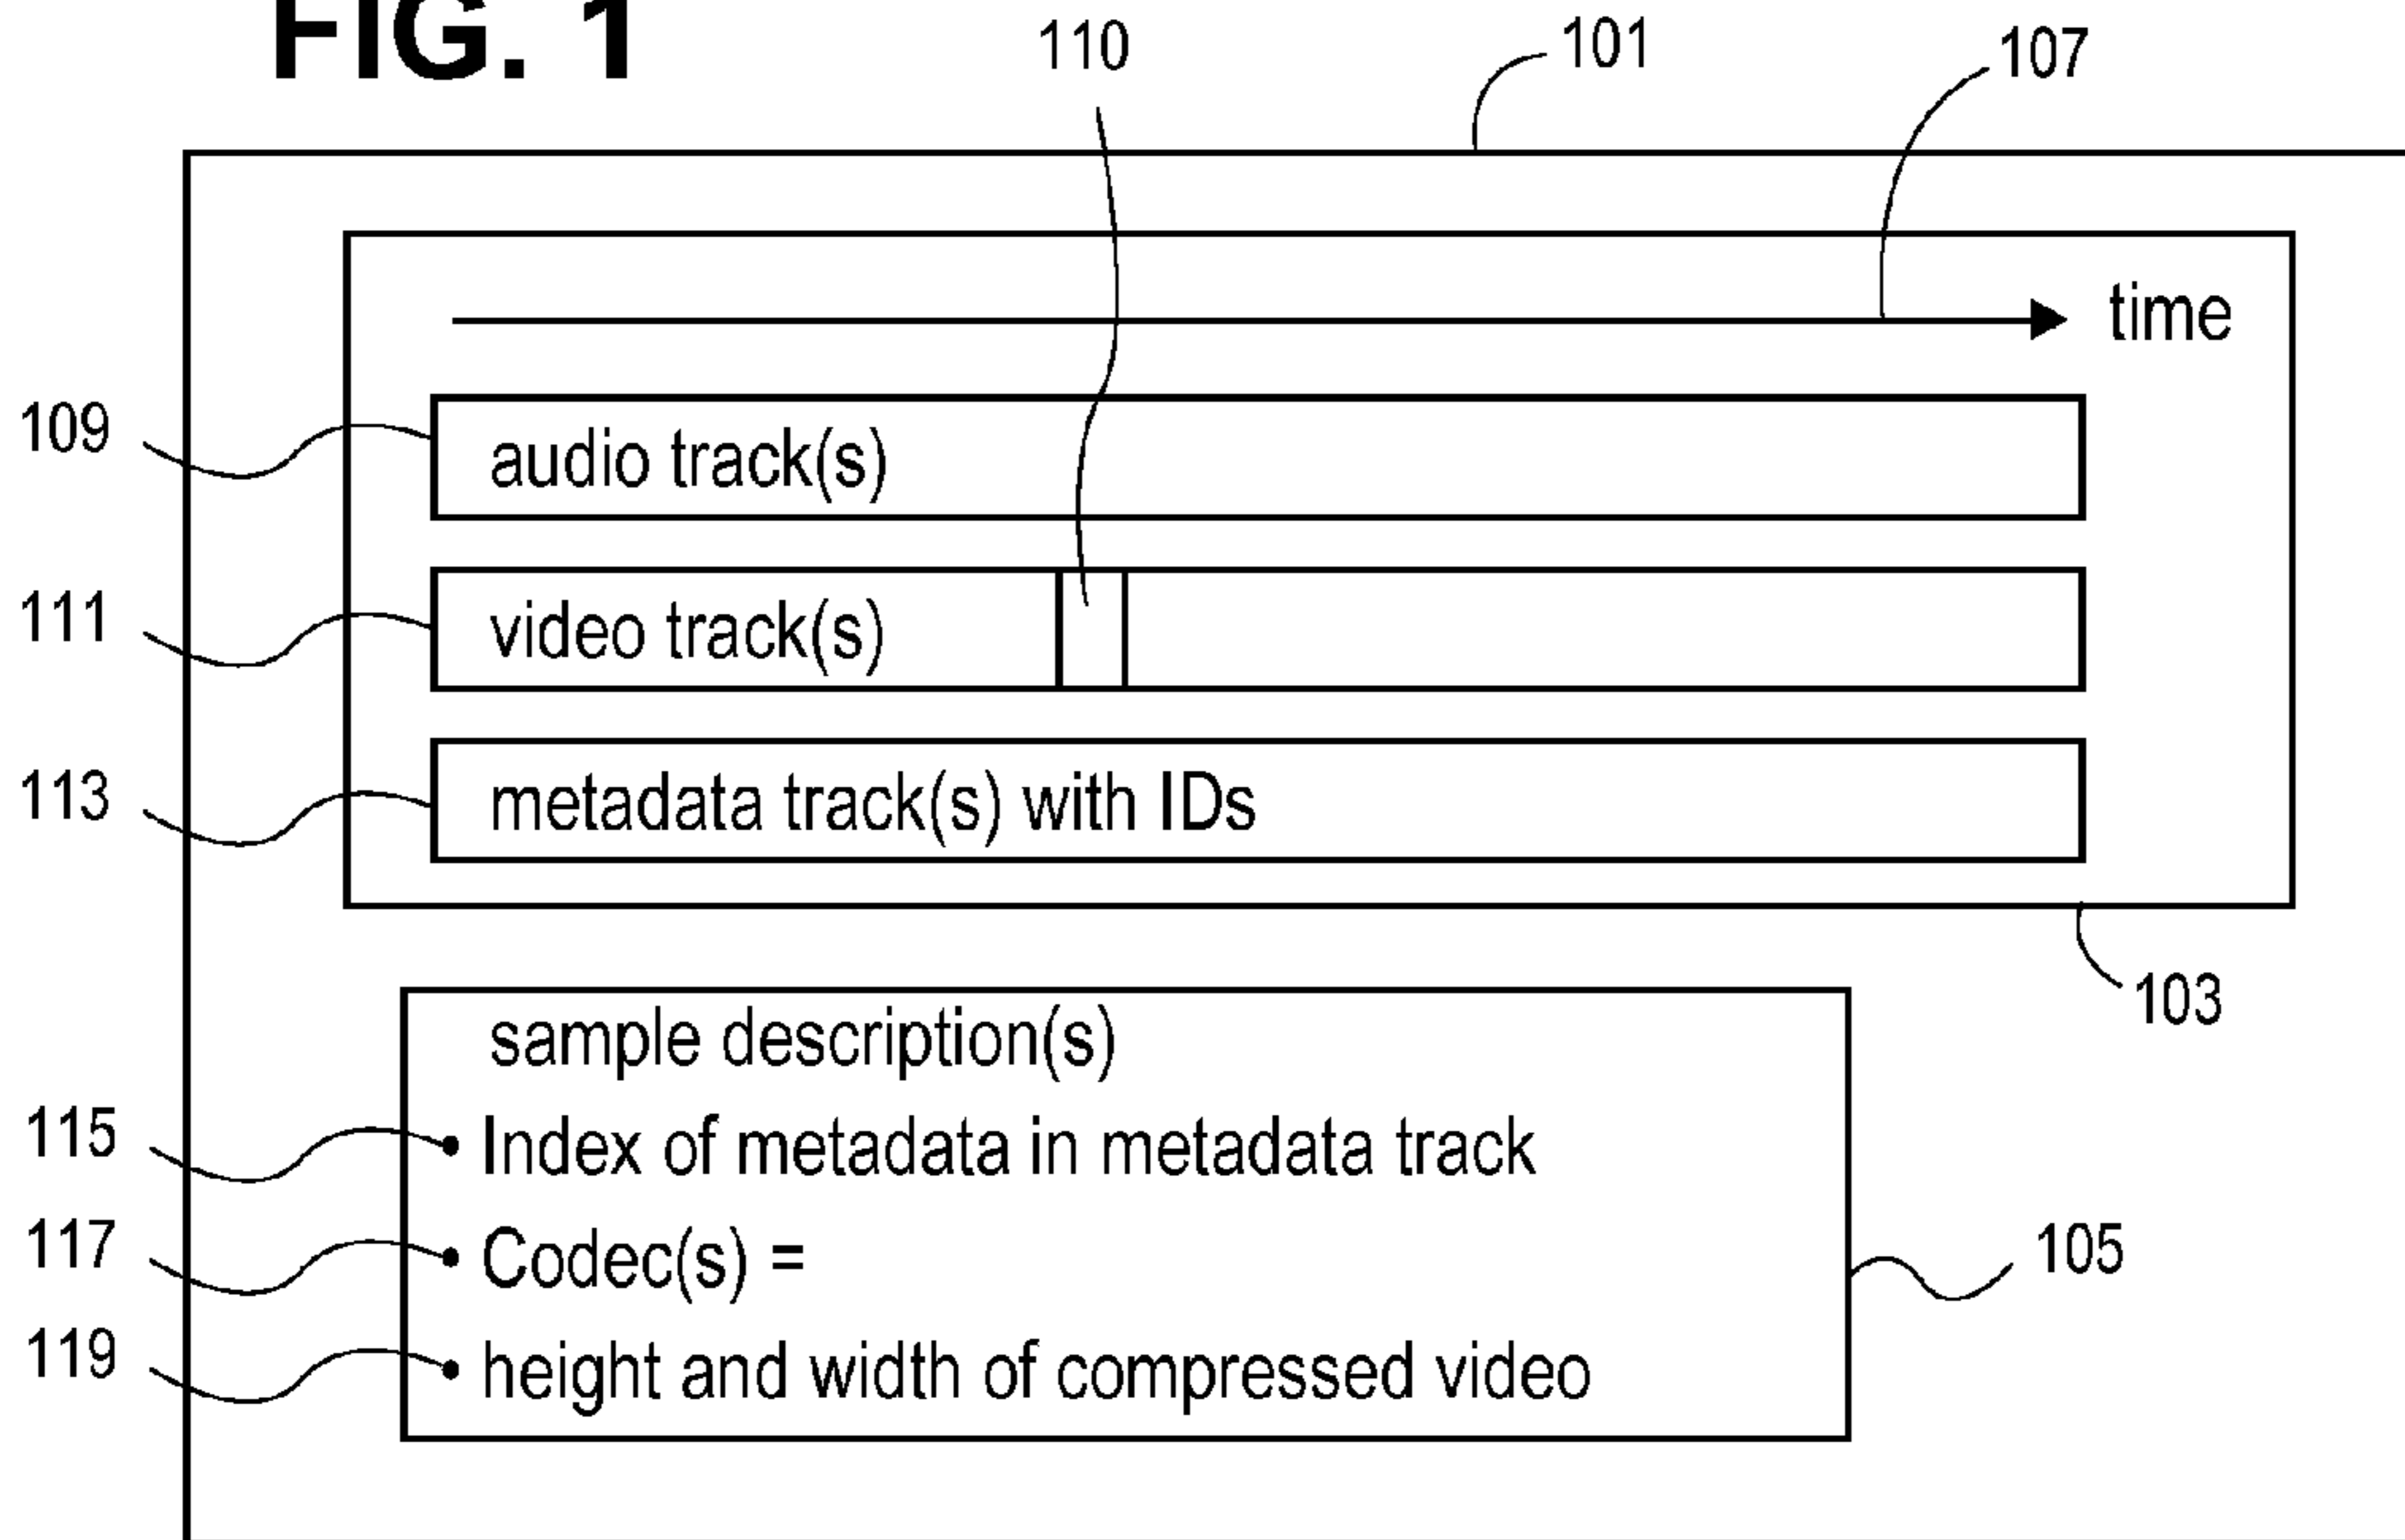 FIG. 1
110
101
107
time
109
audio track(s)
111
video track(s)
113
metadata track(s) with IDs
103
sample description(s)
115
Index of metadata in metadata track
117
Codec(s) =
105
119
height and width of compressed video